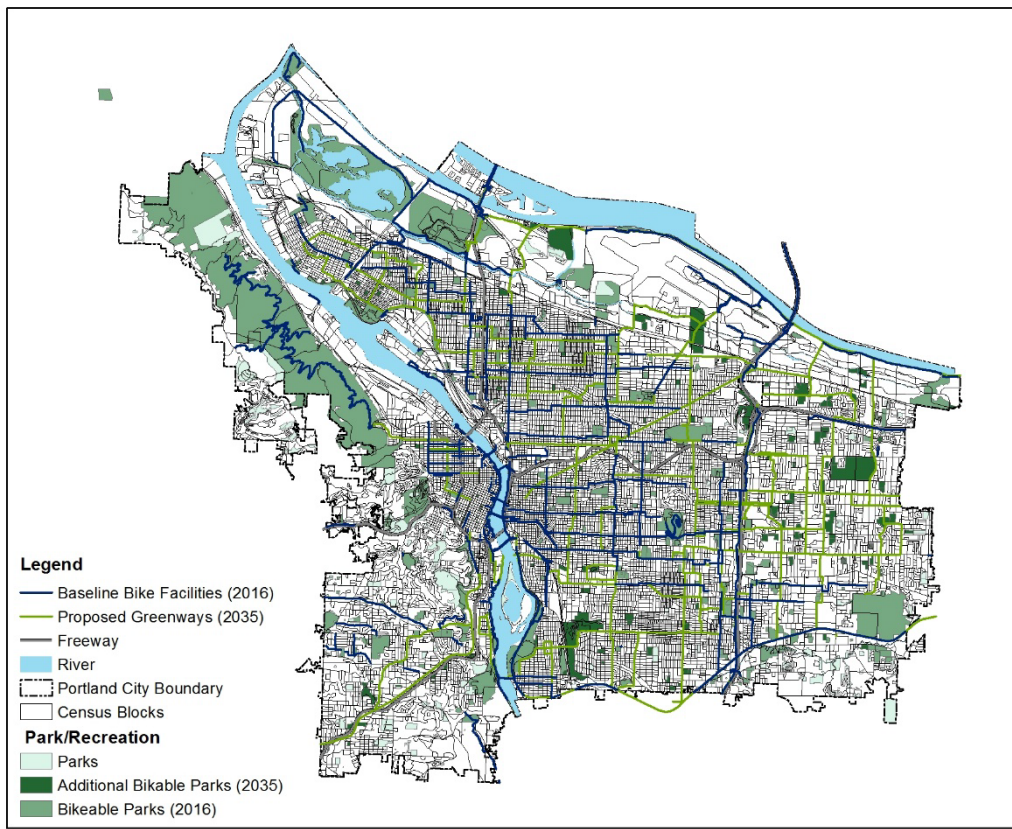 Legend
Baseline Bike Facilities (2016)
Proposed Greenways (2035)
Freeway
River
Portland City Boundary
Census Blocks
Park/Recreation
Parks
Additional Bikable Parks (2035)
Bikeable Parks (2016)